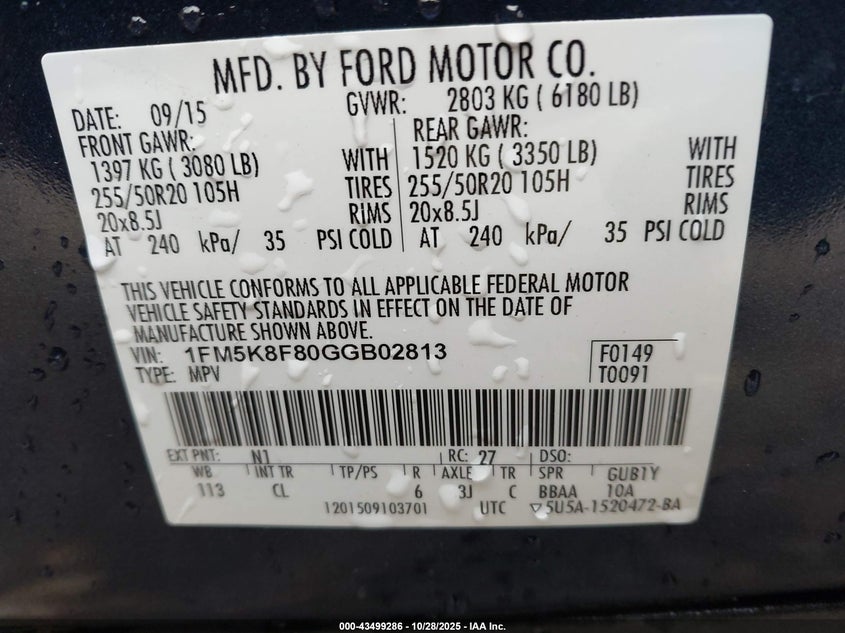 MFD. BY FORD MOTOR CO.
DATE: 09/15 GVWR: 2803 KG ( 6180 LB)
FRONT GAWR: REAR GAWR:
1397 KG ( 3080 LB) WITH 1520 KG ( 3350 LB) WITH
255/50R20 105H TIRES 255/50R20 105H TIRES
20x8.5J RIMS 20x8.5J RIMS
AT 240 kPa/ 35 PSI COLD AT 240 kPa/ 35 PSI COLD
THIS VEHICLE CONFORMS TO ALL APPLICABLE FEDERAL MOTOR
VEHICLE SAFETY STANDARDS IN EFFECT ON THE DATE OF
MANUFACTURE SHOWN ABOVE.
VIN: 1FM5K8F80GGB02813 F0149
TYPE: MPV T0091
EXT PNT: N1 RC: 27 DSO:
WB INT TR TP/PS R AXLE TR SPR GUB1Y
113 CL 6 3J C BBAA 10A
1201509103701 UTC ▽5U5A-1520472-BA
000-43499286 - 10/28/2025 - IAA Inc.